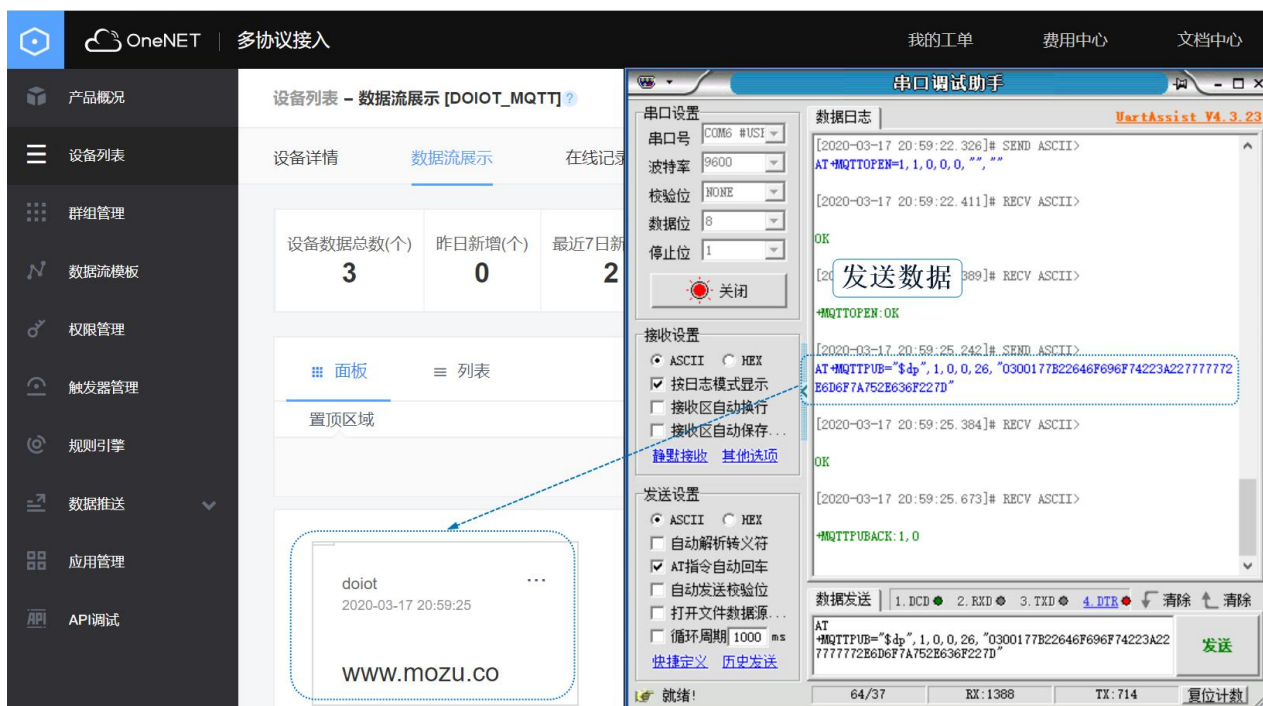 OneNET
多协议接入
我的工单
费用中心
文档中心
产品概况
设备列表
群组管理
数据流模板
权限管理
触发器管理
规则引擎
数据推送
应用管理
API
API调试
设备列表 – 数据流展示 [DOIOT_MQTT]
?
设备详情
数据流展示
在线记录
设备数据总数(个)
昨日新增(个)
最近7日新
3
0
2
面板
列表
置顶区域
doiot
...
2020-03-17 20:59:25
www.mozu.co
串口调试助手
串口设置
串口号
COM6 #USI
波特率
9600
校验位
NONE
数据位
8
停止位
1
关闭
接收设置
ASCII
HEX
按日志模式显示
接收区自动换行
接收区自动保存...
静默接收
其他选项
发送设置
ASCII
HEX
自动解析转义符
AT指令自动回车
自动发送校验位
打开文件数据源...
循环周期
1000
ms
快捷定义
历史发送
数据日志
UartAssist V4.3.23
[2020-03-17 20:59:22.326]# SEND ASCII>
AT+MQTTOPEN=1,1,0,0,0,"",""
[2020-03-17 20:59:22.411]# RECV ASCII>
OK
[20
389]# RECV ASCII>
发送数据
+MQTTOPEN:OK
[2020-03-17 20:59:25.242]# SEND ASCII>
AT+MQTTPUB="$dp",1,0,0,26,"0300177B22646F696F74223A227777772
E6D6F7A752E636F227D"
[2020-03-17 20:59:25.384]# RECV ASCII>
OK
[2020-03-17 20:59:25.673]# RECV ASCII>
+MQTTPUBACK:1,0
数据发送
1.DCD
2.RXD
3.TXD
4.DTR
清除
清除
AT
+MQTTPUB="$dp",1,0,0,26,"0300177B22646F696F74223A22
7777772E6D6F7A752E636F227D"
发送
就绪!
64/37
RX:1388
TX:714
复位计数